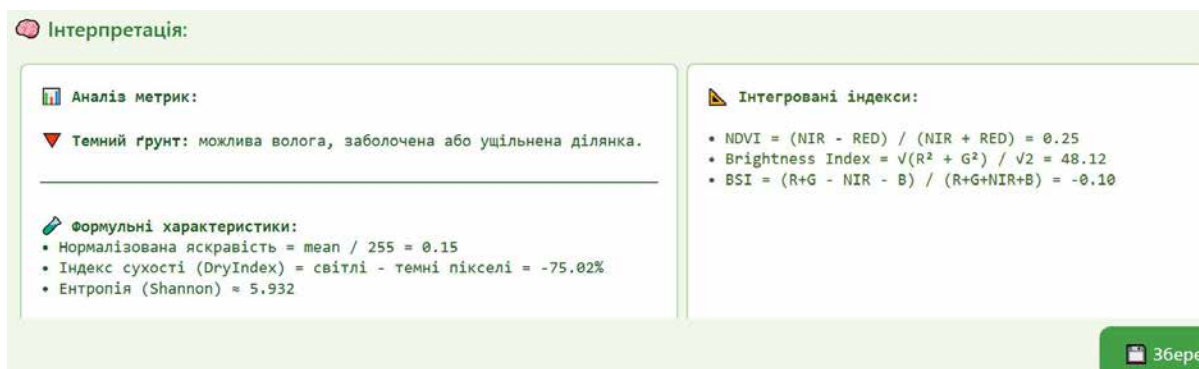 🧠 Інтерпретація:
📊 Аналіз метрик:
🔻 Темний ґрунт: можлива волога, заболочена або ущільнена ділянка.
🧪 Формульні характеристики:
• Нормалізована яскравість = mean / 255 = 0.15
• Індекс сухості (DryIndex) = світлі - темні пікселі = -75.02%
• Ентропія (Shannon) ≈ 5.932
📐 Інтегровані індекси:
• NDVI = (NIR - RED) / (NIR + RED) = 0.25
• Brightness Index = √(R² + G²) / √2 = 48.12
• BSI = (R+G - NIR - B) / (R+G+NIR+B) = -0.10
💾 Збере